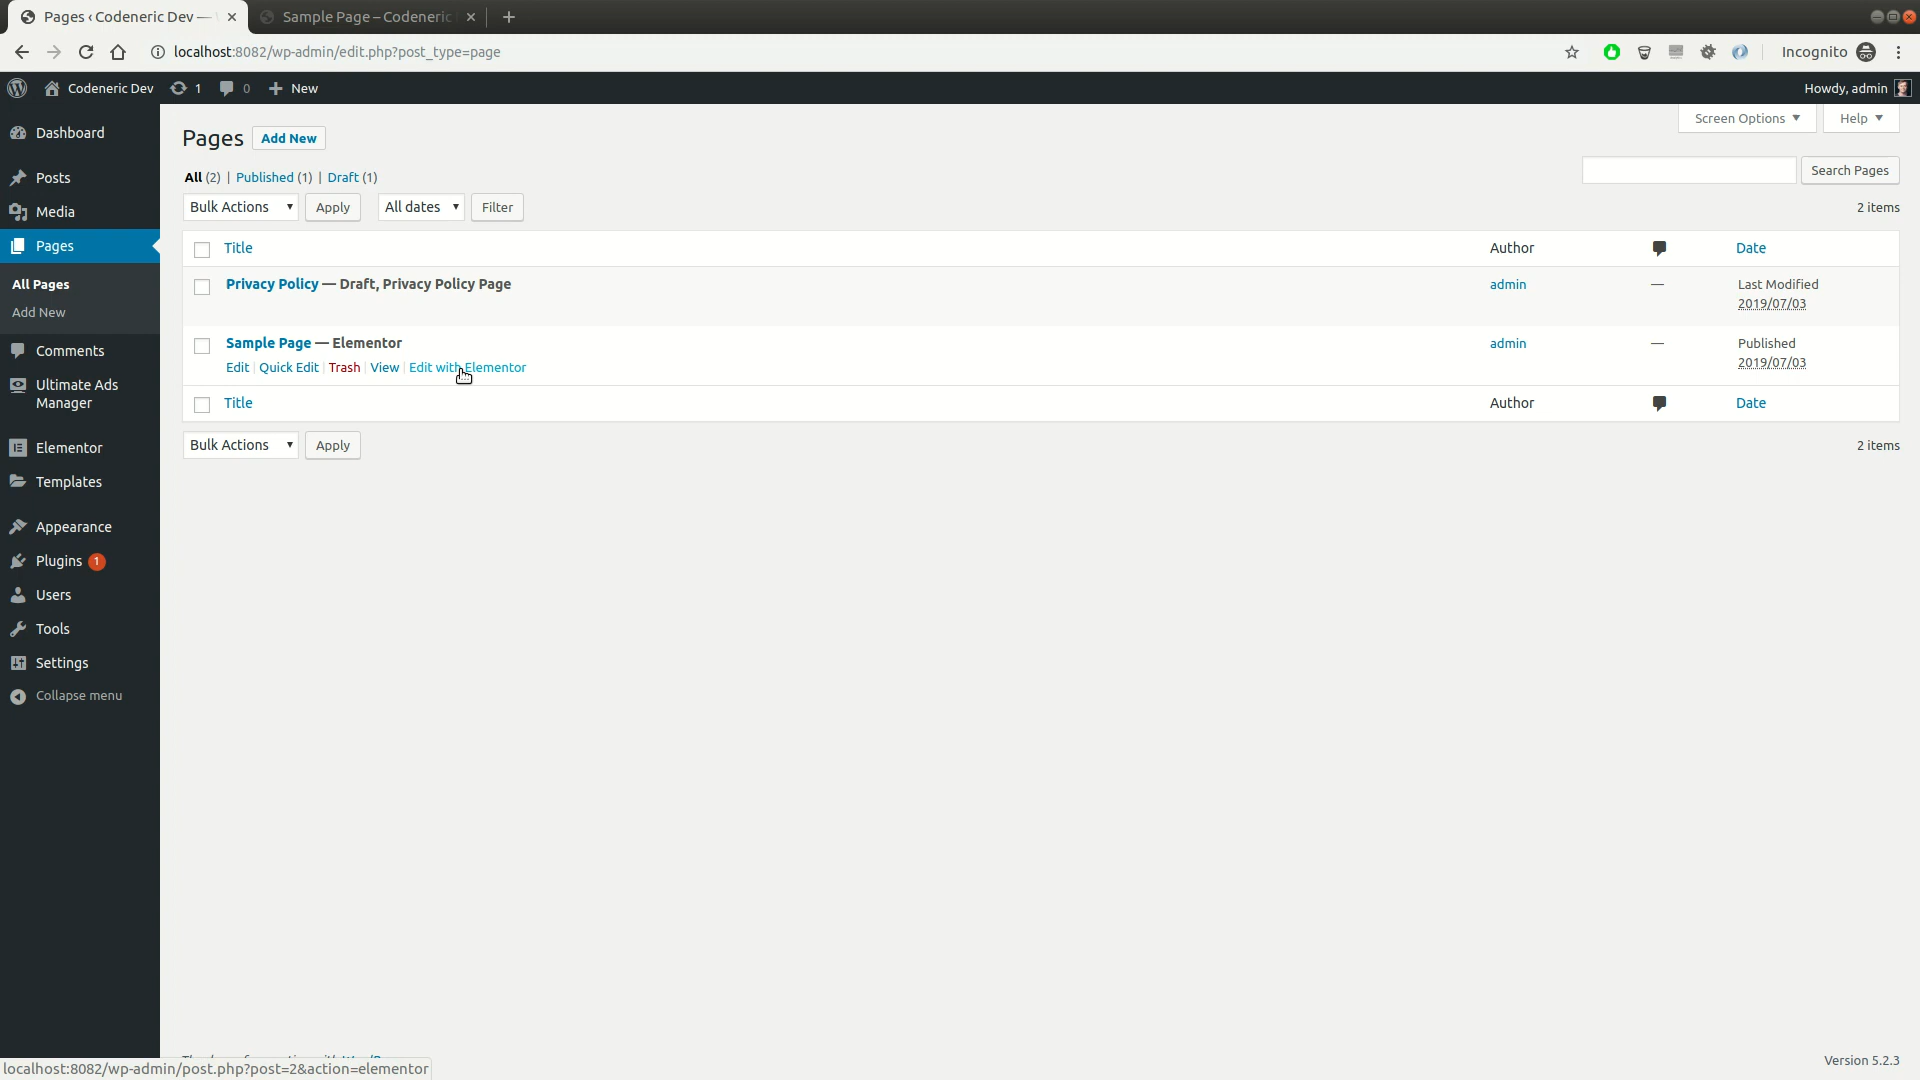 Pages ‹ Codeneric Dev —
Sample Page – Codeneric
localhost:8082/wp-admin/edit.php?post_type=page
Incognito
Codeneric Dev 1 0 New
Howdy, admin
Screen Options Help
Dashboard
Posts
Media
Pages
All Pages
Add New
Comments
Ultimate Ads
Manager
Elementor
Templates
Appearance
Plugins 1
Users
Tools
Settings
Collapse menu
Pages Add New
All (2) | Published (1) | Draft (1)
Search Pages
Bulk Actions Apply All dates Filter
2 items
Title Author Date
Privacy Policy — Draft, Privacy Policy Page admin — Last Modified
2019/07/03
Sample Page — Elementor admin — Published
Edit | Quick Edit | Trash | View | Edit with Elementor 2019/07/03
Title Author Date
Bulk Actions Apply
2 items
localhost:8082/wp-admin/post.php?post=2&action=elementor
Version 5.2.3